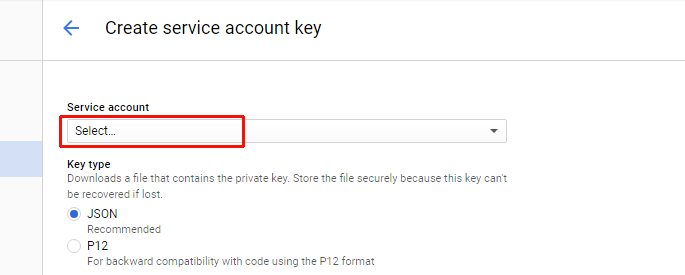 Create service account key
Service account
Select...
Key type
Downloads a file that contains the private key. Store the file securely because this key can't
be recovered if lost.
JSON
Recommended
P12
For backward compatibility with code using the P12 format